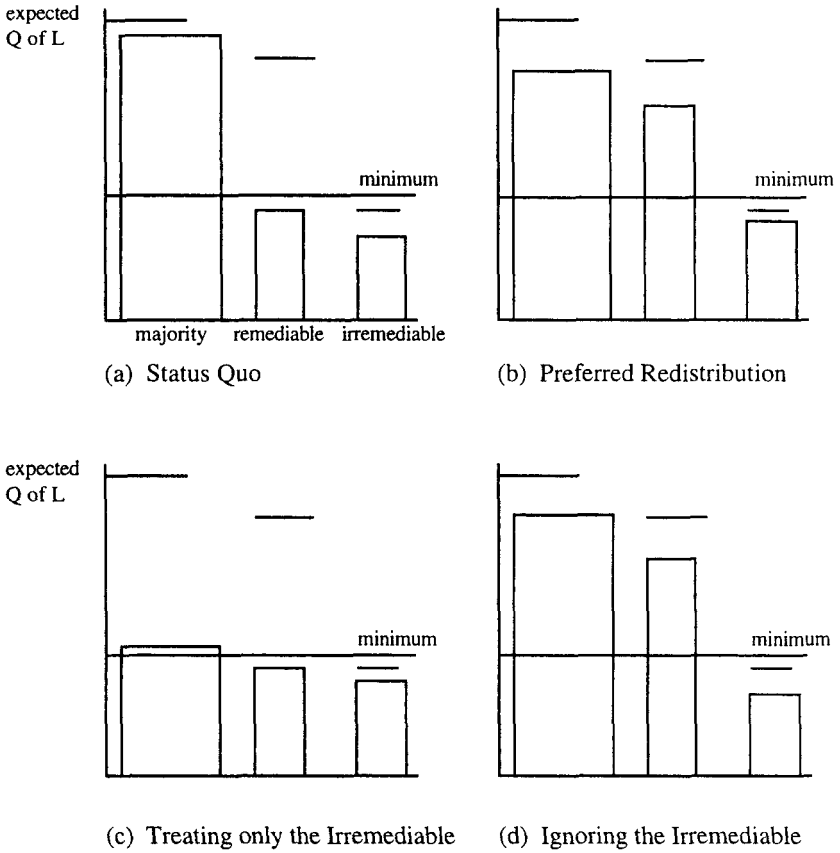 expected
Q of L
minimum
majority remediable irremediable
(a) Status Quo
minimum
(b) Preferred Redistribution
expected
Q of L
minimum
(c) Treating only the Irremediable
minimum
(d) Ignoring the Irremediable